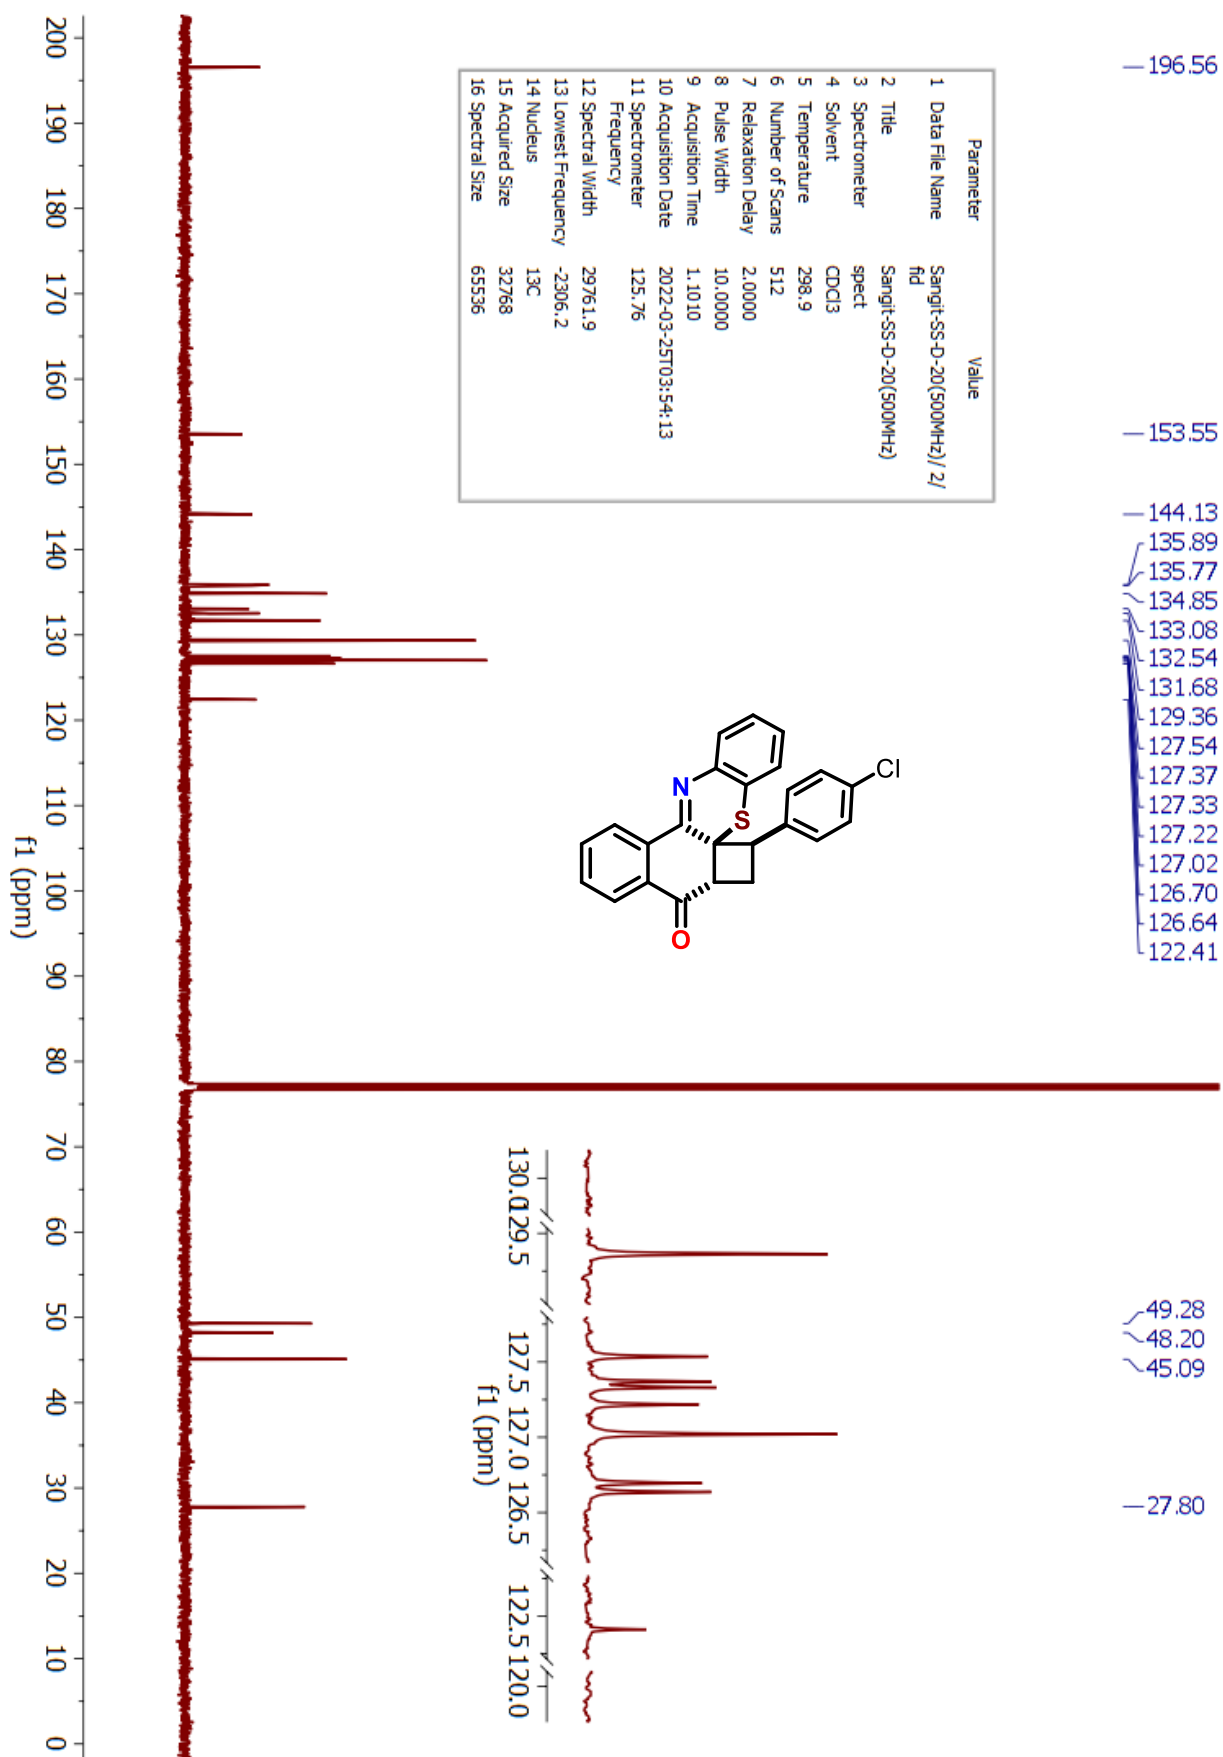 196.56
153.55
144.13
135.89
135.77
134.85
133.08
132.54
131.68
129.36
127.54
127.37
127.33
127.22
127.02
126.70
126.64
122.41
49.28
48.20
45.09
27.80
Parameter Value
1 Data File Name Sangit-SS-D-20(500MHz)/ 2/
fid
2 Title Sangit-SS-D-20(500MHz)
3 Spectrometer spect
4 Solvent CDCl3
5 Temperature 298.9
6 Number of Scans 512
7 Relaxation Delay 2.0000
8 Pulse Width 10.0000
9 Acquisition Time 1.1010
10 Acquisition Date 2022-03-25T03:54:13
11 Spectrometer 125.76
Frequency
12 Spectral Width 29761.9
13 Lowest Frequency -2306.2
14 Nucleus 13C
15 Acquired Size 32768
16 Spectral Size 65536
Cl
N
S
O
130.0 129.5 127.5 127.0 126.5 122.5 120.0
f1 (ppm)
200 190 180 170 160 150 140 130 120 110 100 90 80 70 60 50 40 30 20 10 0
f1 (ppm)